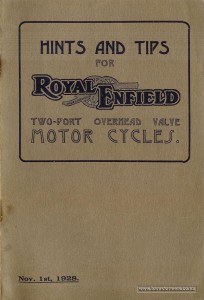 HINTS AND TIPS
FOR
ROYAL ENFIELD
TWO-PORT OVERHEAD VALVE
MOTOR CYCLES.
Nov. 1st, 1928.